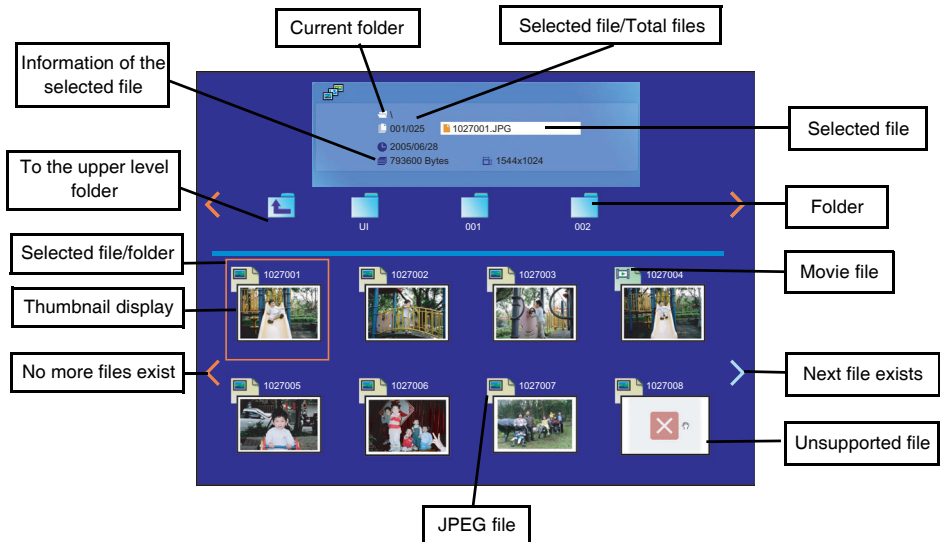 Current folder
Selected file/Total files
Information of the
selected file
\
001/025
1027001.JPG
Selected file
2005/06/28
793600 Bytes
1544x1024
To the upper level
folder
UI
001
002
Folder
Selected file/folder
1027001
1027002
1027003
1027004
Movie file
Thumbnail display
No more files exist
Next file exists
1027005
1027006
1027007
1027008
Unsupported file
JPEG file